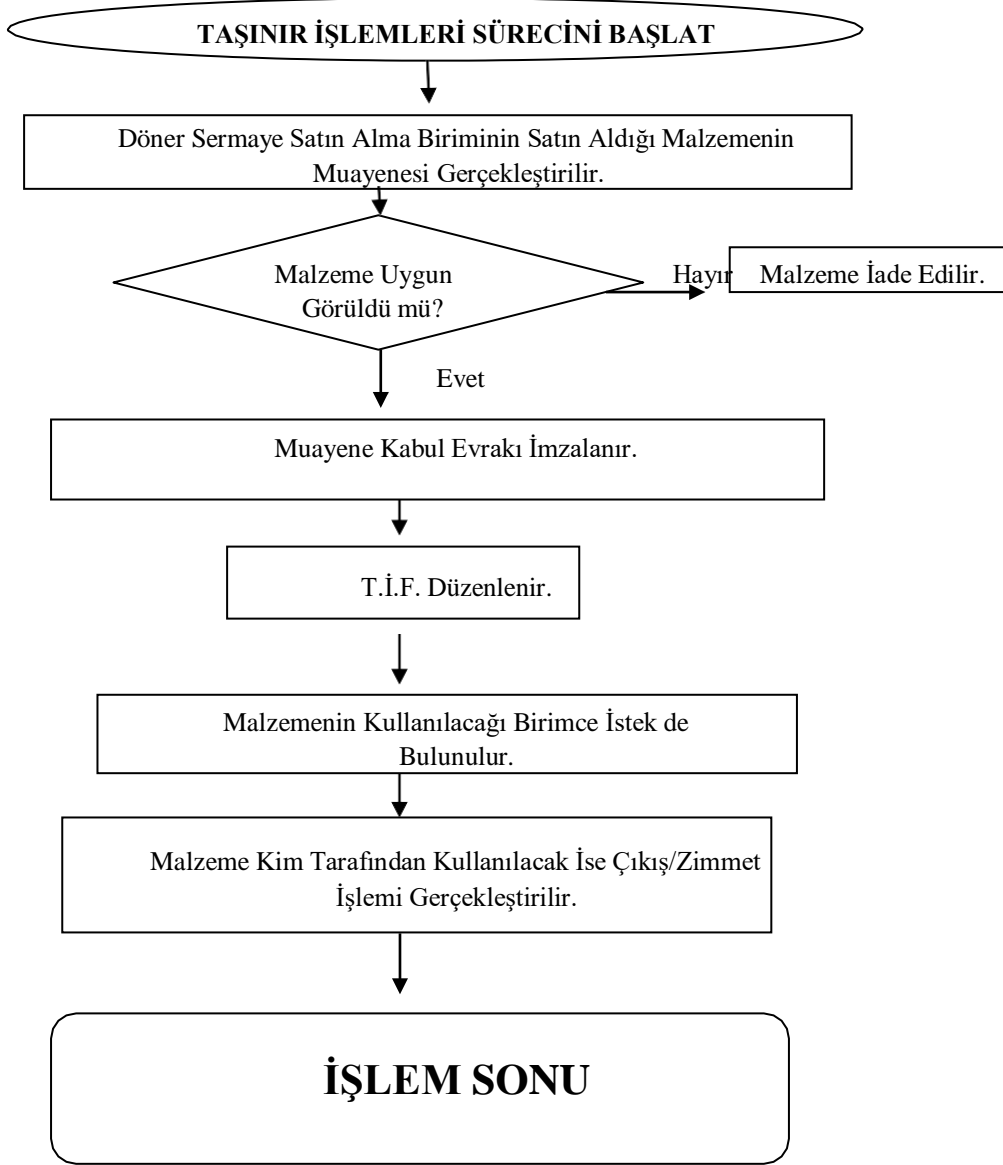 TAŞINIR İŞLEMLERİ SÜRECİNİ BAŞLAT
Döner Sermaye Satın Alma Biriminin Satın Aldığı Malzemenin
Muayenesi Gerçekleştirilir.
Malzeme Uygun
Görüldü mü?
Hayır
Malzeme İade Edilir.
Evet
Muayene Kabul Evrakı İmzalanır.
T.İ.F. Düzenlenir.
Malzemenin Kullanılacağı Birimce İstek de
Bulunulur.
Malzeme Kim Tarafından Kullanılacak İse Çıkış/Zimmet
İşlemi Gerçekleştirilir.
İŞLEM SONU